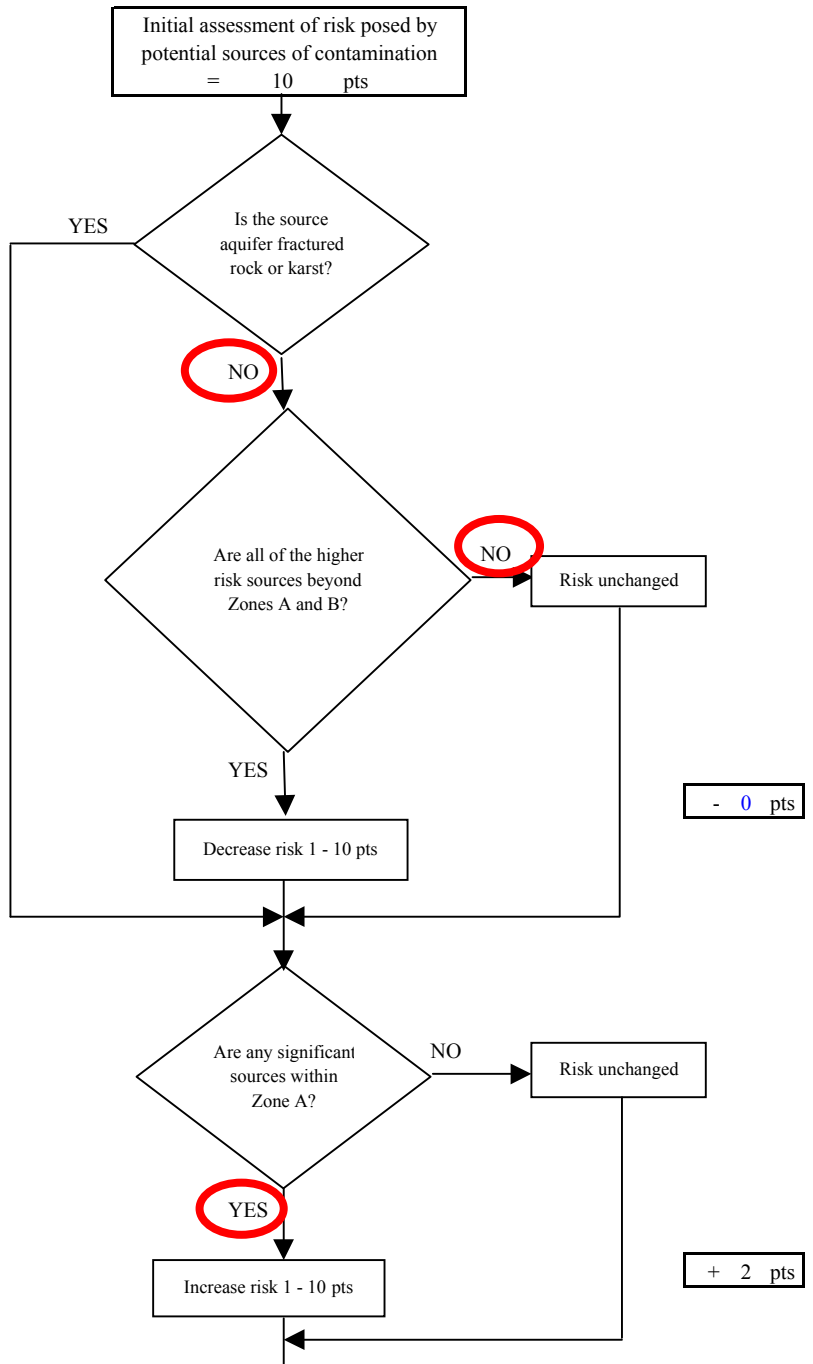 Initial assessment of risk posed by
potential sources of contamination
= 10 pts
YES
Is the source
aquifer fractured
rock or karst?
NO
Are all of the higher
risk sources beyond
Zones A and B?
NO
Risk unchanged
YES
- 0 pts
Decrease risk 1 - 10 pts
Are any significant
sources within
Zone A?
NO
Risk unchanged
YES
+ 2 pts
Increase risk 1 - 10 pts